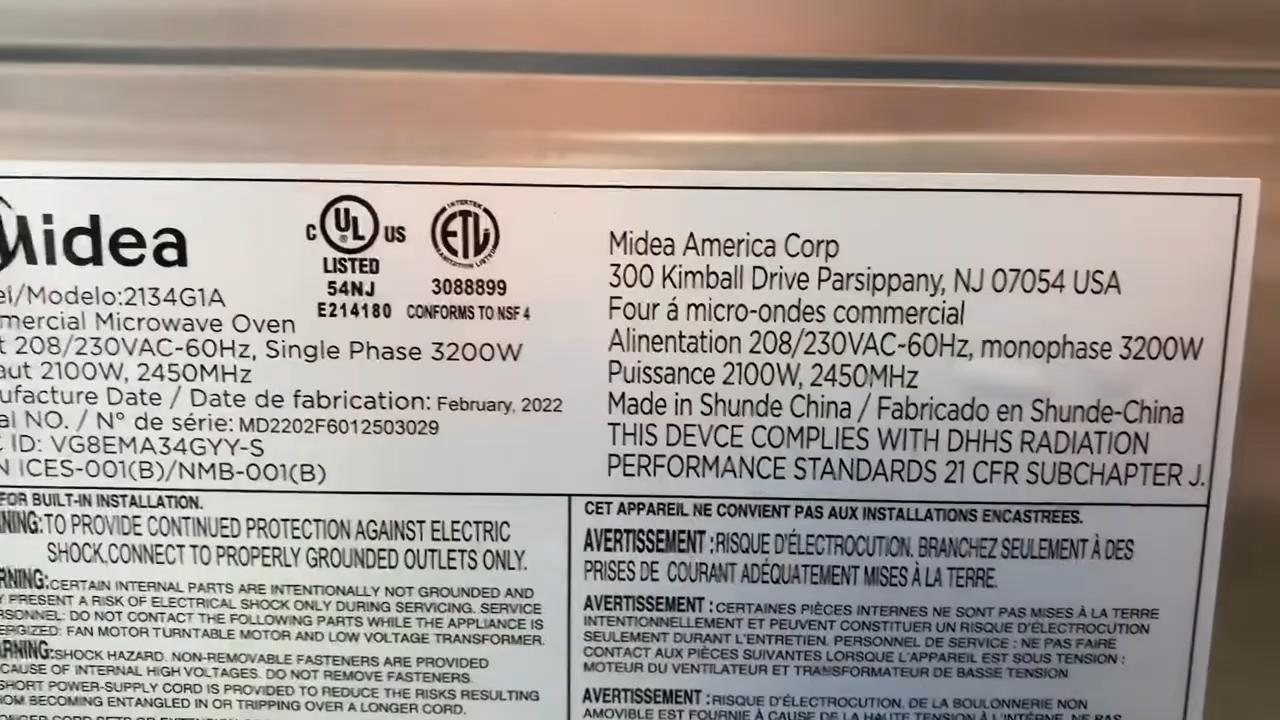 Midea
C UL US
LISTED
54NJ
E214180
INTERTEK
ETL
SANITATION LISTED
3088899
CONFORMS TO NSF 4
el/Modelo:2134G1A
mercial Microwave Oven
t 208/230VAC~60Hz, Single Phase 3200W
aut 2100W, 2450MHz
ufacture Date / Date de fabrication: February, 2022
al NO. / N° de série: MD2202F6012503029
C ID: VG8EMA34GYY-S
N ICES-001(B)/NMB-001(B)
Midea America Corp
300 Kimball Drive Parsippany, NJ 07054 USA
Four á micro-ondes commercial
Alinentation 208/230VAC~60Hz, monophase 3200W
Puissance 2100W, 2450MHz
Made in Shunde China / Fabricado en Shunde-China
THIS DEVCE COMPLIES WITH DHHS RADIATION
PERFORMANCE STANDARDS 21 CFR SUBCHAPTER J.
FOR BUILT-IN INSTALLATION.
NING:TO PROVIDE CONTINUED PROTECTION AGAINST ELECTRIC
SHOCK,CONNECT TO PROPERLY GROUNDED OUTLETS ONLY.
RNING:CERTAIN INTERNAL PARTS ARE INTENTIONALLY NOT GROUNDED AND
Y PRESENT A RISK OF ELECTRICAL SHOCK ONLY DURING SERVICING. SERVICE
RSONNEL: DO NOT CONTACT THE FOLLOWING PARTS WHILE THE APPLIANCE IS
ERGIZED: FAN MOTOR TURNTABLE MOTOR AND LOW VOLTAGE TRANSFORMER.
ARNING:SHOCK HAZARD. NON-REMOVABLE FASTENERS ARE PROVIDED
CAUSE OF INTERNAL HIGH VOLTAGES. DO NOT REMOVE FASTENERS.
SHORT POWER-SUPPLY CORD IS PROVIDED TO REDUCE THE RISKS RESULTING
OM BECOMING ENTANGLED IN OR TRIPPING OVER A LONGER CORD.
CET APPAREIL NE CONVIENT PAS AUX INSTALLATIONS ENCASTREES.
AVERTISSEMENT :RISQUE D'ÉLECTROCUTION. BRANCHEZ SEULEMENT À DES
PRISES DE COURANT ADÉQUATEMENT MISES À LA TERRE.
AVERTISSEMENT :CERTAINES PIÈCES INTERNES NE SONT PAS MISES À LA TERRE
INTENTIONNELLEMENT ET PEUVENT CONSTITUER UN RISQUE D'ÉLECTROCUTION
SEULEMENT DURANT L'ENTRETIEN. PERSONNEL DE SERVICE : NE PAS FAIRE
CONTACT AUX PIÈCES SUIVANTES LORSQUE L'APPAREIL EST SOUS TENSION :
MOTEUR DU VENTILATEUR ET TRANSFORMATEUR DE BASSE TENSION.
AVERTISSEMENT :RISQUE D'ÉLECTROCUTION. DE LA BOULONNERIE NON
AMOVIBLE EST FOURNIE À CAUSE DE LA HAUTE TENSION À L'INTÉRNE. NE PAS